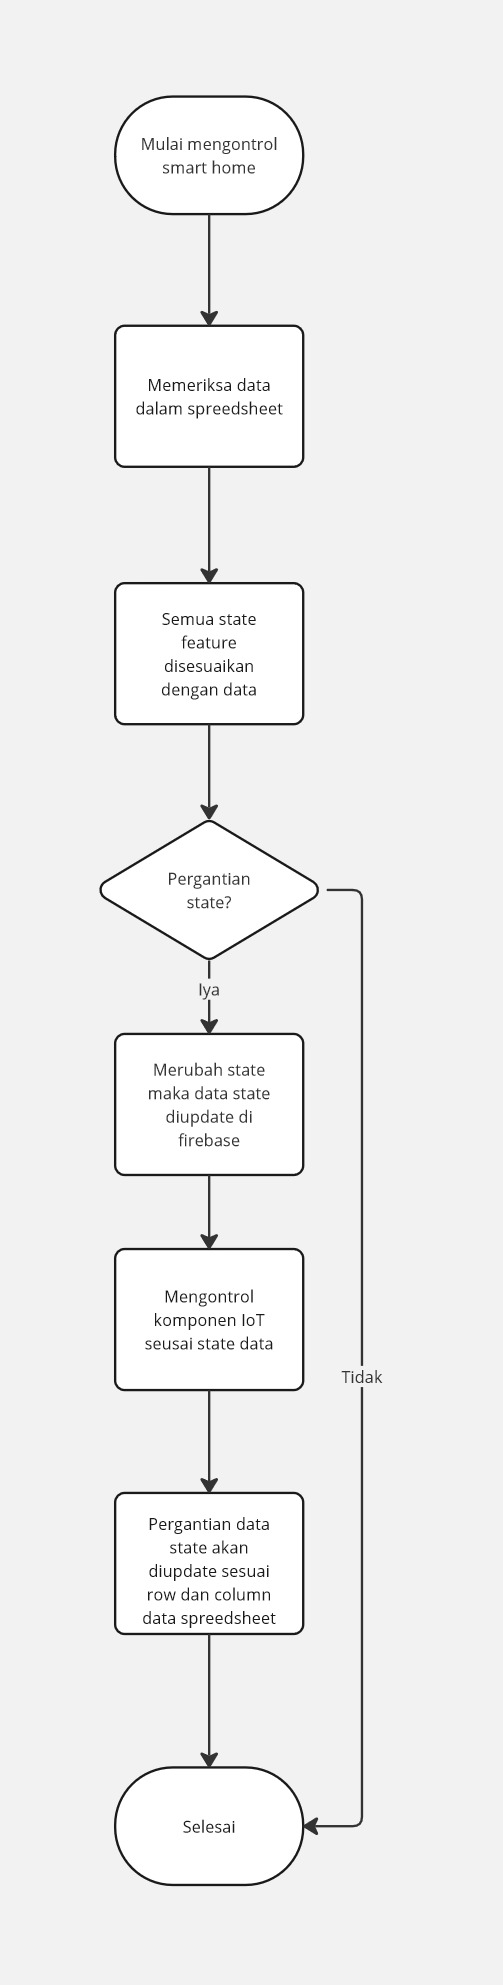 Mulai mengontrol
smart home
Memeriksa data
dalam spreedsheet
Semua state
feature
disesuaikan
dengan data
Pergantian
state?
Iya
Merubah state
maka data state
diupdate di
firebase
Mengontrol
komponen IoT
seusai state data
Tidak
Pergantian data
state akan
diupdate sesuai
row dan column
data spreedsheet
Selesai